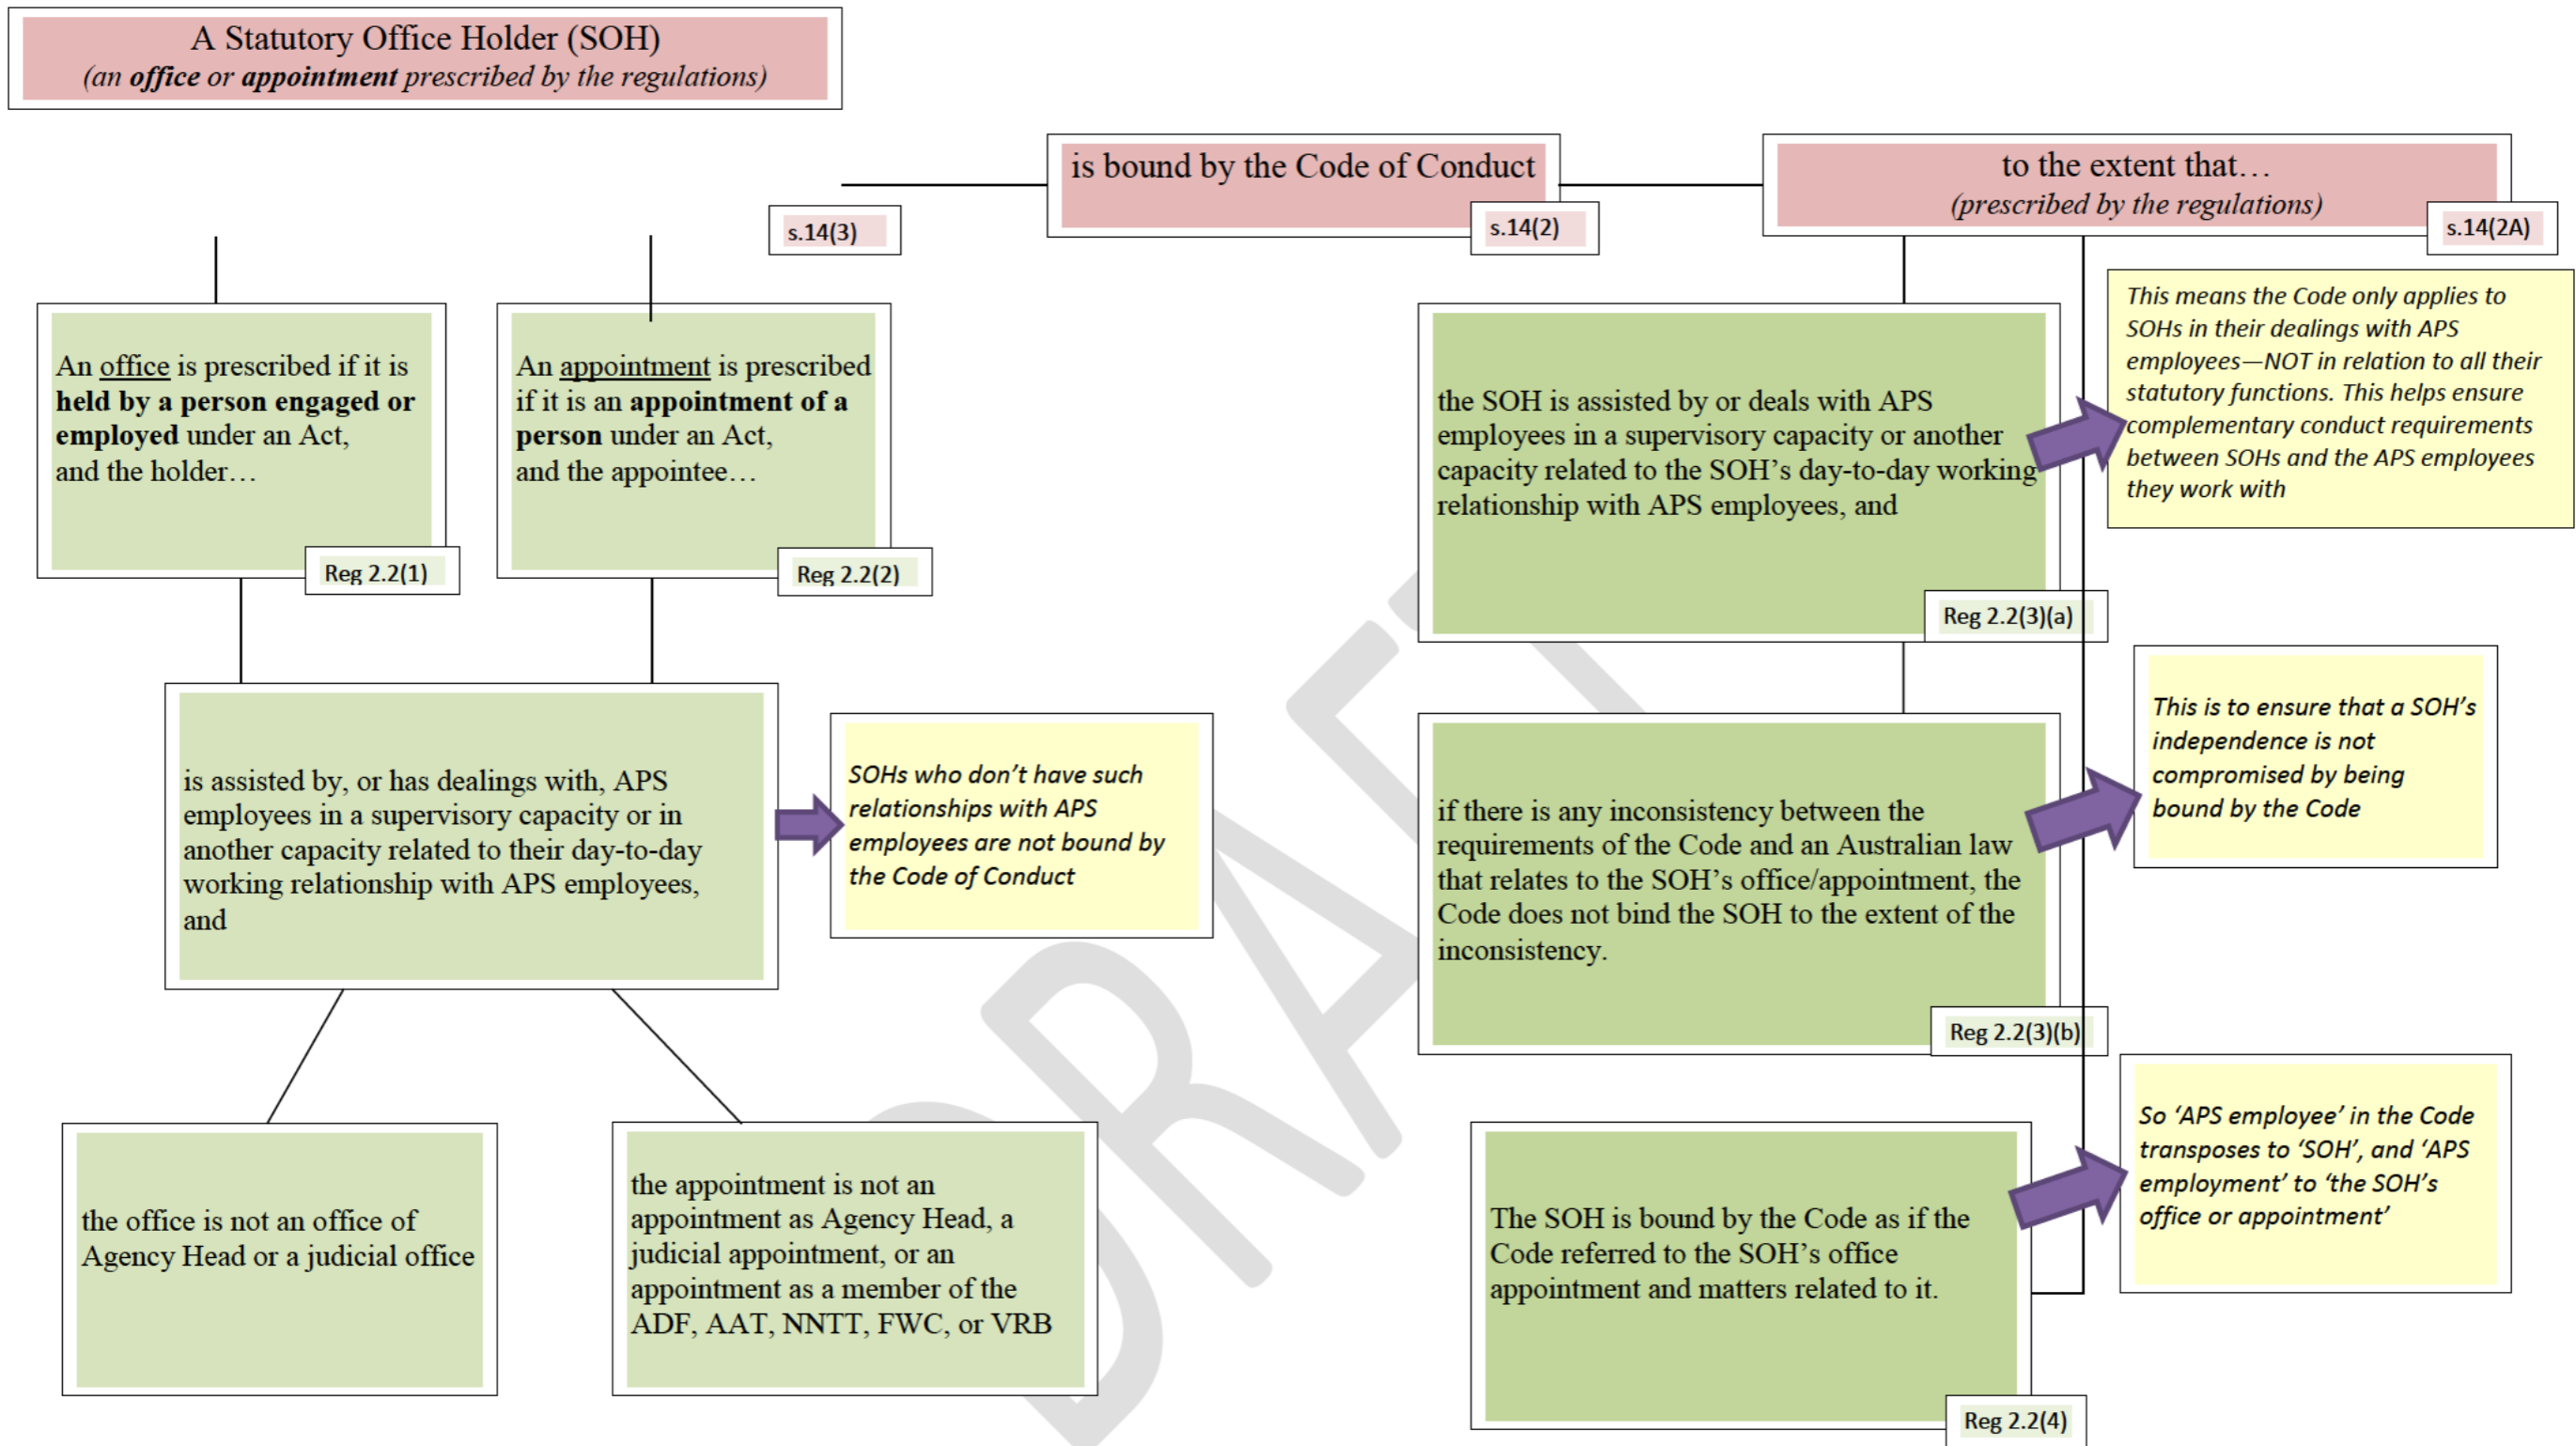 A Statutory Office Holder (SOH)
(an office or appointment prescribed by the regulations)
is bound by the Code of Conduct
to the extent that…
(prescribed by the regulations)
s.14(3)
s.14(2)
s.14(2A)
An office is prescribed if it is
held by a person engaged or
employed under an Act,
and the holder…
Reg 2.2(1)
An appointment is prescribed
if it is an appointment of a
person under an Act,
and the appointee…
Reg 2.2(2)
is assisted by, or has dealings with, APS
employees in a supervisory capacity or in
another capacity related to their day-to-day
working relationship with APS employees,
and
SOHs who don’t have such
relationships with APS
employees are not bound by
the Code of Conduct
the office is not an office of
Agency Head or a judicial office
the appointment is not an
appointment as Agency Head, a
judicial appointment, or an
appointment as a member of the
ADF, AAT, NNTT, FWC, or VRB
the SOH is assisted by or deals with APS
employees in a supervisory capacity or another
capacity related to the SOH’s day-to-day working
relationship with APS employees, and
Reg 2.2(3)(a)
This means the Code only applies to
SOHs in their dealings with APS
employees—NOT in relation to all their
statutory functions. This helps ensure
complementary conduct requirements
between SOHs and the APS employees
they work with
if there is any inconsistency between the
requirements of the Code and an Australian law
that relates to the SOH’s office/appointment, the
Code does not bind the SOH to the extent of the
inconsistency.
Reg 2.2(3)(b)
This is to ensure that a SOH’s
independence is not
compromised by being
bound by the Code
The SOH is bound by the Code as if the
Code referred to the SOH’s office
appointment and matters related to it.
Reg 2.2(4)
So ‘APS employee’ in the Code
transposes to ‘SOH’, and ‘APS
employment’ to ‘the SOH’s
office or appointment’
DRAFT